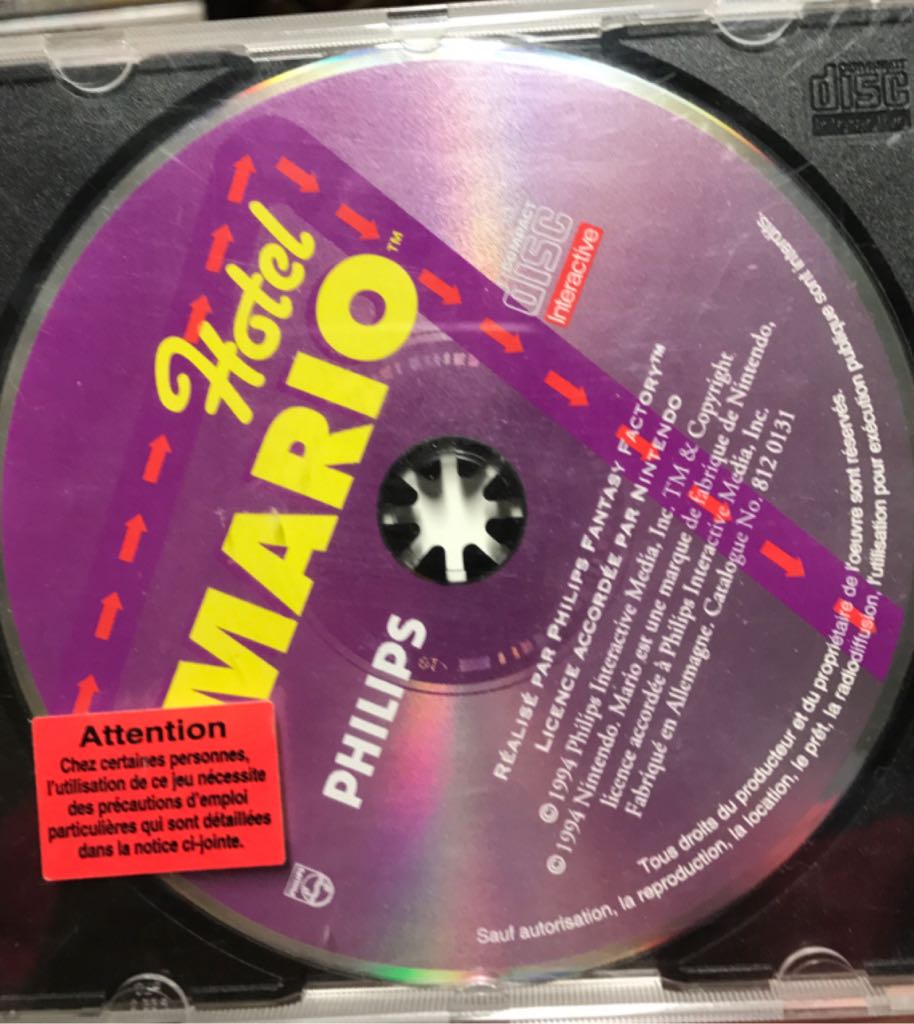 Hotel
MARIO™
PHILIPS
COMPACT
disc
Interactive
RÉALISÉ PAR PHILIPS FANTASY FACTORY™
LICENCE ACCORDÉE PAR NINTENDO
© 1994 Philips Interactive Media, Inc. TM & Copyright
© 1994 Nintendo. Mario est une marque de fabrique de Nintendo,
licence accordée à Philips Interactive Media, Inc.
Fabriqué en Allemagne. Catalogue No. 812 0131
Tous droits du producteur et du propriétaire de l'oeuvre sont réservés.
Sauf autorisation, la reproduction, la location, le prêt, la radiodiffusion, l'utilisation pour exécution publique sont interdits.
Attention
Chez certaines personnes,
l'utilisation de ce jeu nécessite
des précautions d'emploi
particulières qui sont détaillées
dans la notice ci-jointe.
PHILIPS
COMPACT
disc